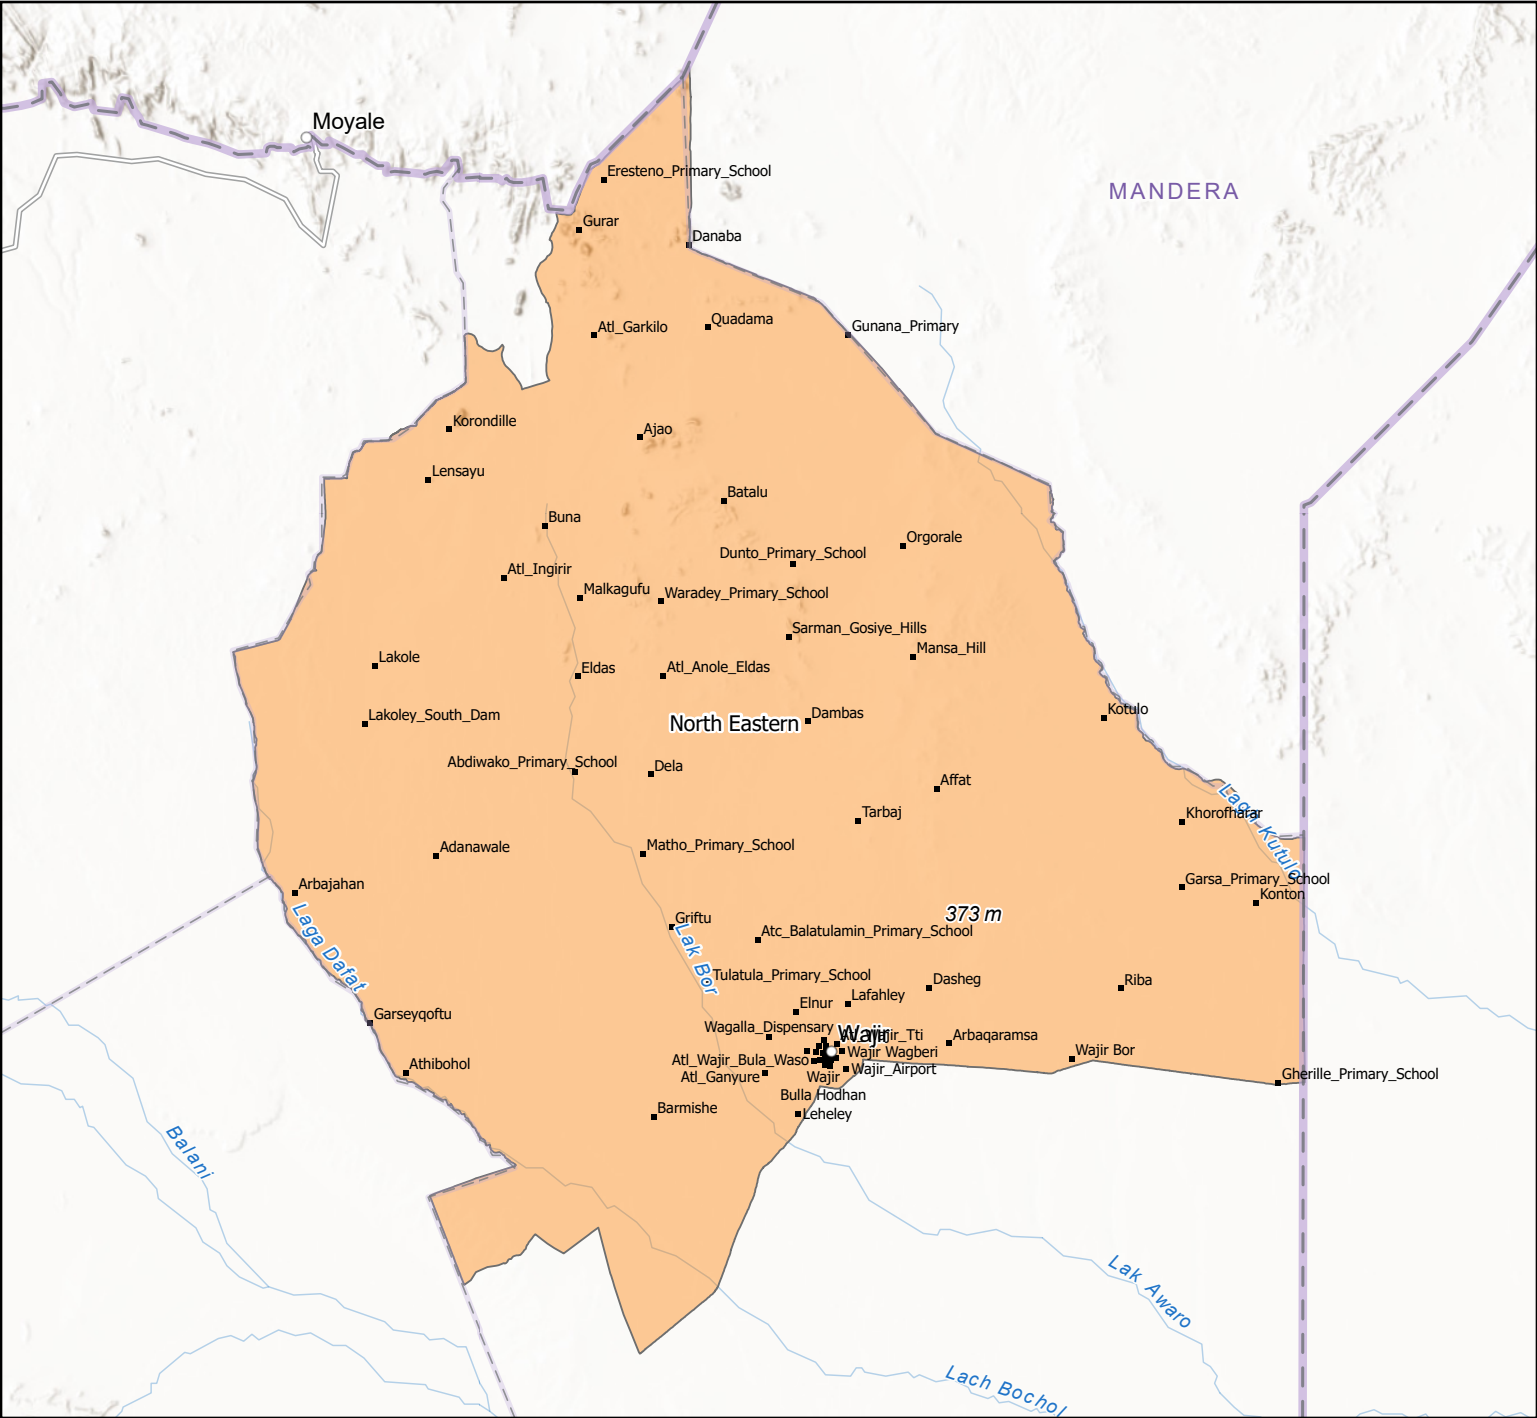 Moyale
Eresteno_Primary_School
MANDERA
Gurar
Danaba
Quadama
Atl_Garkilo
Gunana_Primary
Korondille
Ajao
Lensayu
Batalu
Buna
Orgorale
Dunto_Primary_School
Atl_Ingirir
Malkagufu
Waradey_Primary_School
Sarman_Gosiye_Hills
Mansa_Hill
Lakole
Eldas
Atl_Anole_Eldas
Kotulo
Lakoley_South_Dam
Dambas
North Eastern
Abdiwako_Primary_School
Dela
Affat
Tarbaj
Khorofharar
Laga Kutulo
Matho_Primary_School
Adanawale
Garsa_Primary_School
Arbajahan
Konton
373 m
Griftu
Atc_Balatulamin_Primary_School
Laga Dafat
Lak Bor
Tulatula_Primary_School
Dasheg
Riba
Lafahley
Elnur
Garseyqoftu
Wagalla_Dispensary
Wajir
Atl_Wajir_Tti
Arbaqaramsa
Wajir Wagberi
Wajir Bor
Atl_Wajir_Bula_Waso
Athibohol
Wajir_Airport
Gherille_Primary_School
Atl_Ganyure
Wajir
Bulla Hodhan
Barmishe
Leheley
Balani
Lak Awaro
Lach Bochol